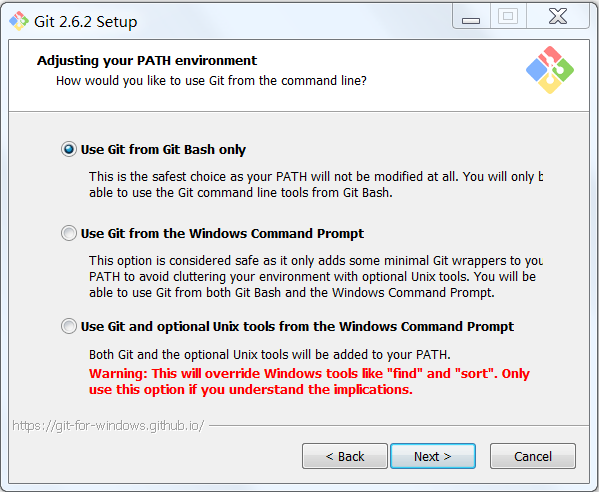 Git 2.6.2 Setup
Adjusting your PATH environment
How would you like to use Git from the command line?
Use Git from Git Bash only
This is the safest choice as your PATH will not be modified at all. You will only b
able to use the Git command line tools from Git Bash.
Use Git from the Windows Command Prompt
This option is considered safe as it only adds some minimal Git wrappers to you
PATH to avoid cluttering your environment with optional Unix tools. You will be
able to use Git from both Git Bash and the Windows Command Prompt.
Use Git and optional Unix tools from the Windows Command Prompt
Both Git and the optional Unix tools will be added to your PATH.
Warning: This will override Windows tools like "find" and "sort". Only
use this option if you understand the implications.
https://git-for-windows.github.io/
< Back Next > Cancel